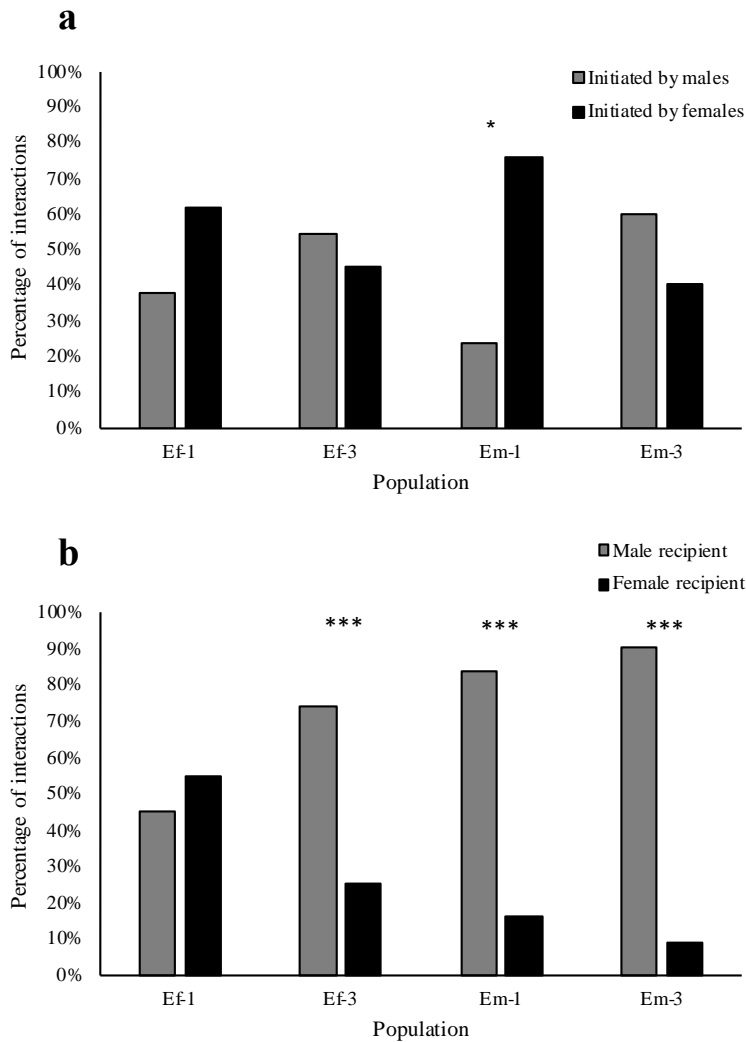 a
Initiated by males
Initiated by females
100%
90%
80%
70%
60%
50%
40%
30%
20%
10%
0%
Percentage of interactions
*
Ef-1 Ef-3 Em-1 Em-3
Population
b
Male recipient
Female recipient
100%
90%
80%
70%
60%
50%
40%
30%
20%
10%
0%
Percentage of interactions
*** *** ***
Ef-1 Ef-3 Em-1 Em-3
Population